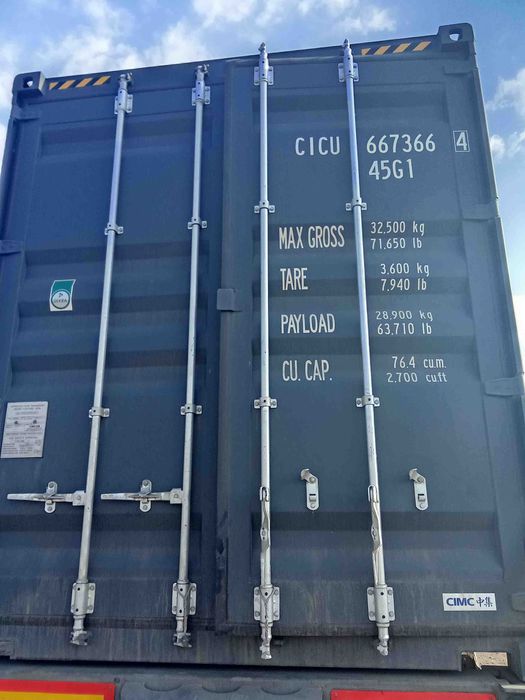 CICU 667366 4
45G1
MAX GROSS 32,500 kg
71,650 lb
TARE 3,600 kg
7,940 lb
PAYLOAD 28,900 kg
63,710 lb
CU. CAP. 76.4 cu.m.
2,700 cuft
CIMC 中集